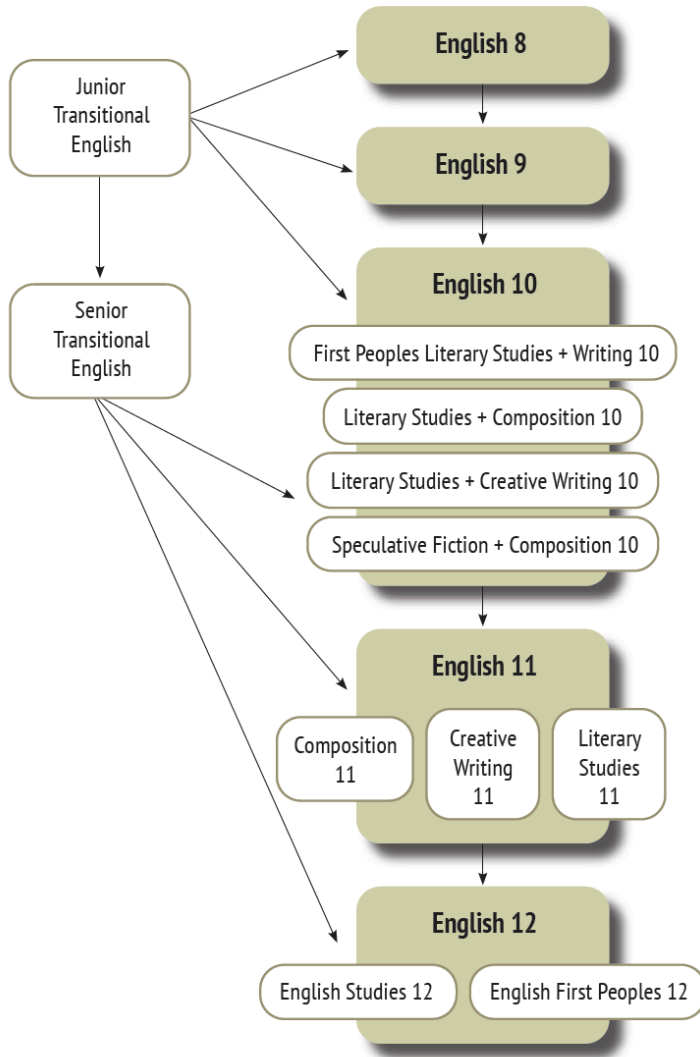 English 8
Junior
Transitional
English
English 9
English 10
Senior
Transitional
English
First Peoples Literary Studies + Writing 10
Literary Studies + Composition 10
Literary Studies + Creative Writing 10
Speculative Fiction + Composition 10
English 11
Composition
11
Creative
Writing
11
Literary
Studies
11
English 12
English Studies 12
English First Peoples 12